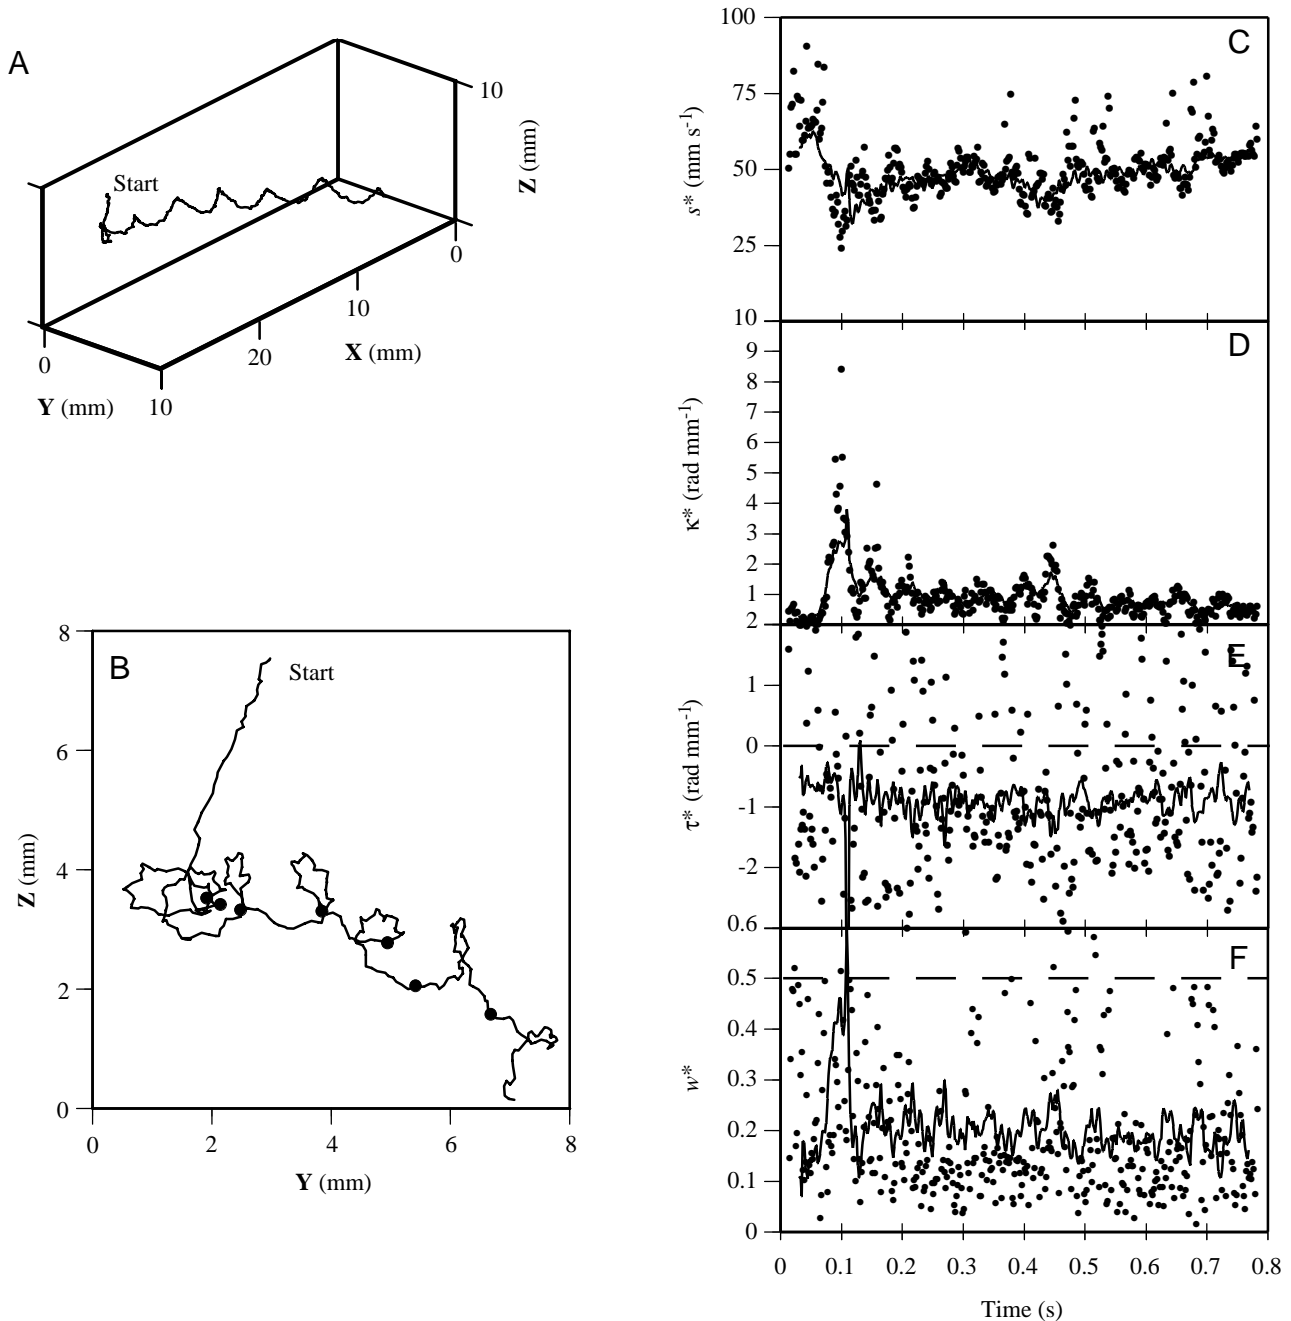 A
Start
10
Z (mm)
0
10
20
X (mm)
0
Y (mm)
10
B
Start
8
6
4
2
0
Z (mm)
0
2
4
6
8
Y (mm)
C
100
75
50
25
10
s* (mm s-1)
D
9
8
7
6
5
4
3
2
1
2
κ* (rad mm-1)
E
1
0
-1
-2
0.6
τ* (rad mm-1)
F
0.5
0.4
0.3
0.2
0.1
0
w*
0
0.1
0.2
0.3
0.4
0.5
0.6
0.7
0.8
Time (s)